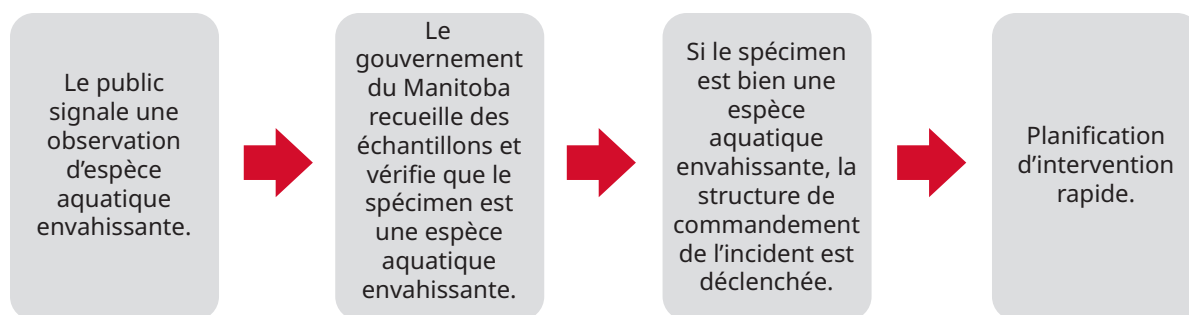 Le public
signale une
observation
d’espèce
aquatique
envahissante.
Le
gouvernement
du Manitoba
recueille des
échantillons et
vérifie que le
spécimen est
une espèce
aquatique
envahissante.
Si le spécimen
est bien une
espèce
aquatique
envahissante, la
structure de
commandement
de l’incident est
déclenchée.
Planification
d’intervention
rapide.